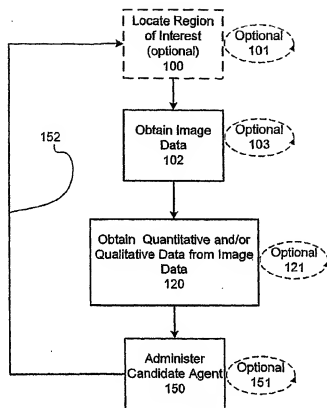 Locate Region
of Interest
(optional)
100
Optional
101
152
Obtain Image
Data
102
Optional
103
Obtain Quantitative and/or
Qualitative Data from Image
Data
120
Optional
121
Administer
Candidate Agent
150
Optional
151